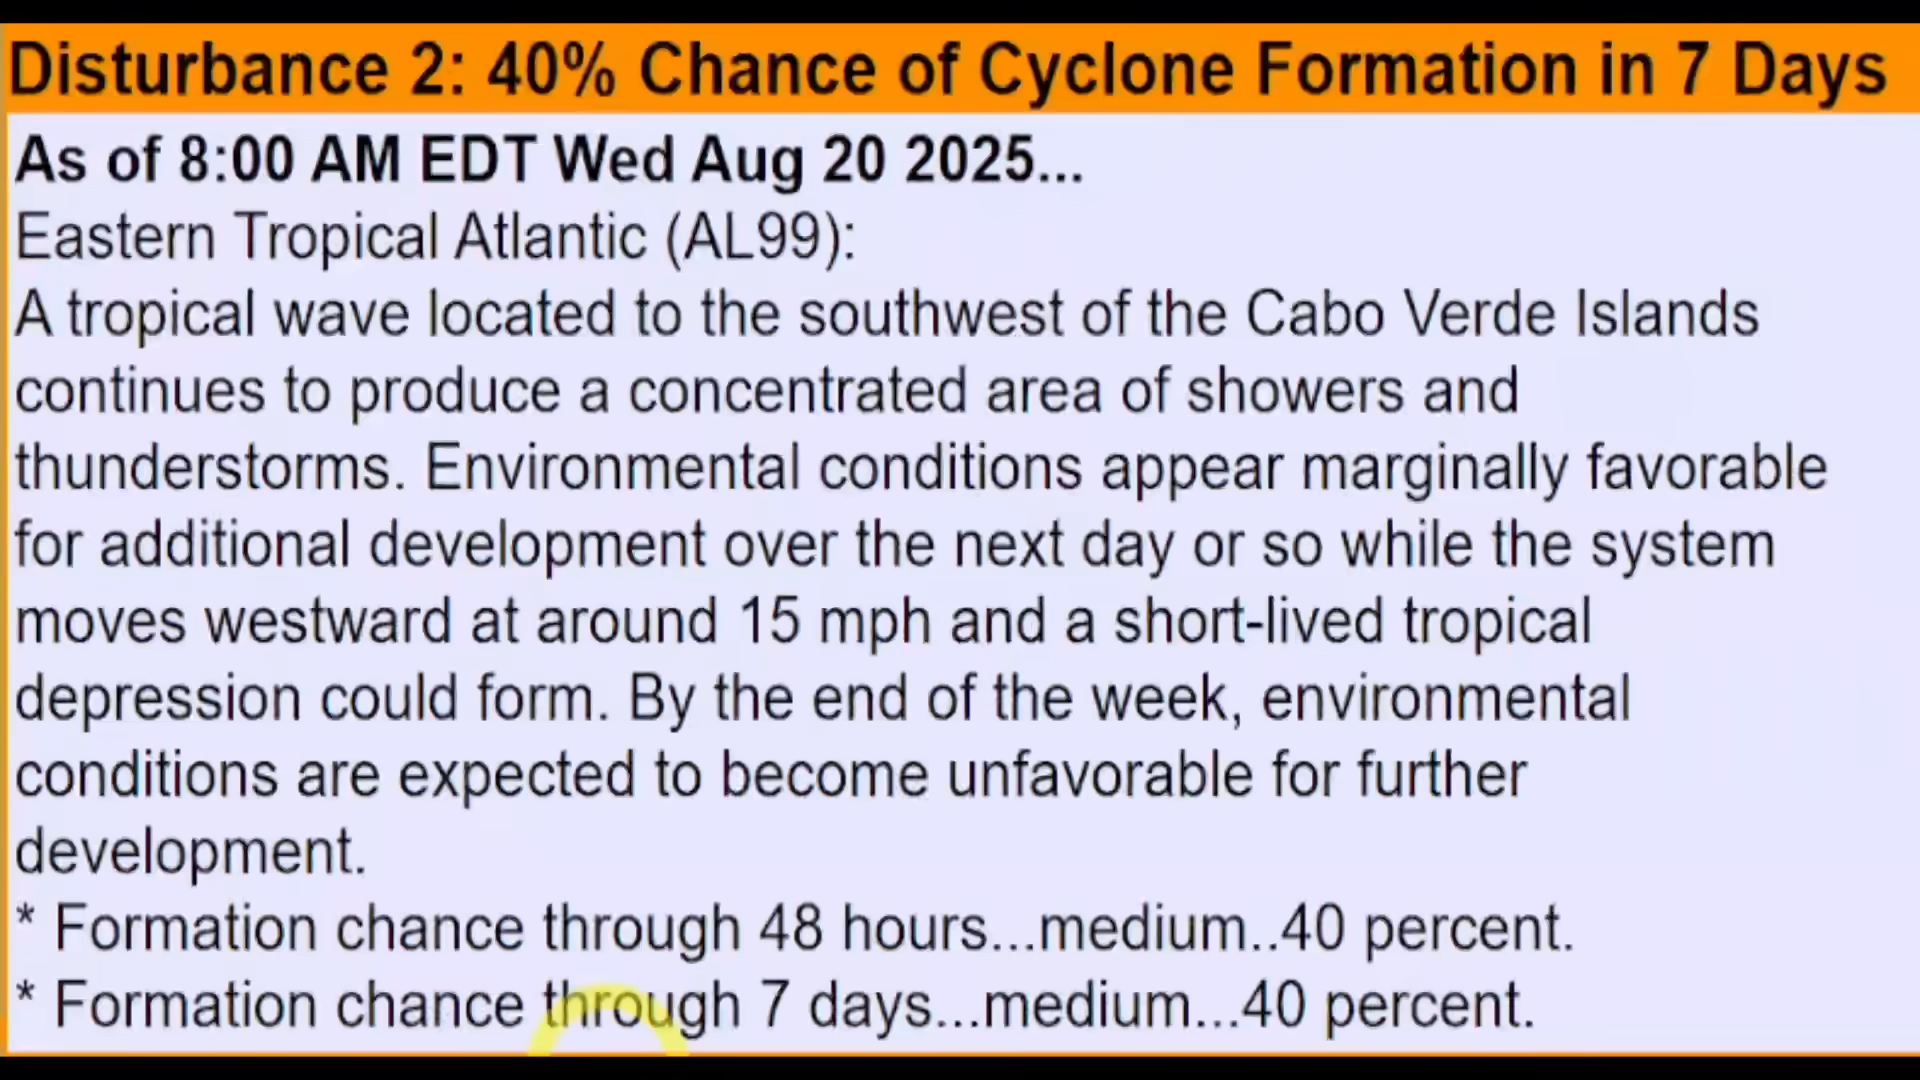 Disturbance 2: 40% Chance of Cyclone Formation in 7 Days
As of 8:00 AM EDT Wed Aug 20 2025...
Eastern Tropical Atlantic (AL99):
A tropical wave located to the southwest of the Cabo Verde Islands
continues to produce a concentrated area of showers and
thunderstorms. Environmental conditions appear marginally favorable
for additional development over the next day or so while the system
moves westward at around 15 mph and a short-lived tropical
depression could form. By the end of the week, environmental
conditions are expected to become unfavorable for further
development.
* Formation chance through 48 hours...medium..40 percent.
* Formation chance through 7 days...medium...40 percent.